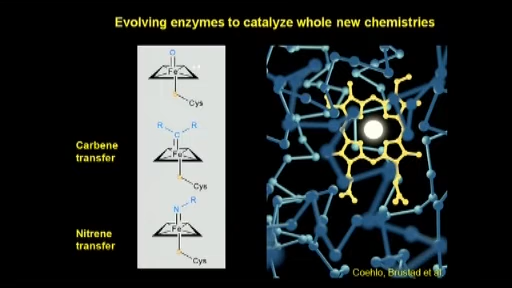 Evolving enzymes to catalyze whole new chemistries
O
Fe
S
Cys
R R
C
Carbene
transfer
Fe
S
Cys
R
N
Nitrene
transfer
Fe
S
Cys
Coehlo, Brustad et al